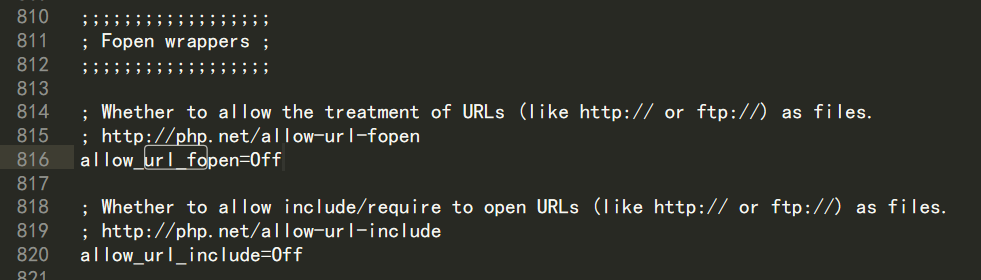 810 ;;;;;;;;;;;;;;;;;;
811 ; Fopen wrappers ;
812 ;;;;;;;;;;;;;;;;;;
813
814 ; Whether to allow the treatment of URLs (like http:// or ftp://) as files.
815 ; http://php.net/allow-url-fopen
816 allow_url_fopen=Off
817
818 ; Whether to allow include/require to open URLs (like http:// or ftp://) as files.
819 ; http://php.net/allow-url-include
820 allow_url_include=Off
821